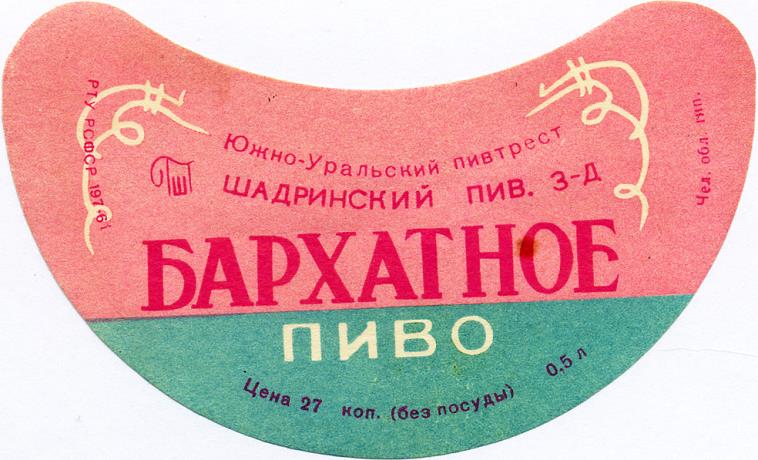 Южно-Уральский пивтрест
ШАДРИНСКИЙ ПИВ. З-Д
БАРХАТНОЕ
ПИВО
Цена 27 коп. (без посуды) 0,5 л
РТУ РСФСР 197-61
Чел. обл. тип.